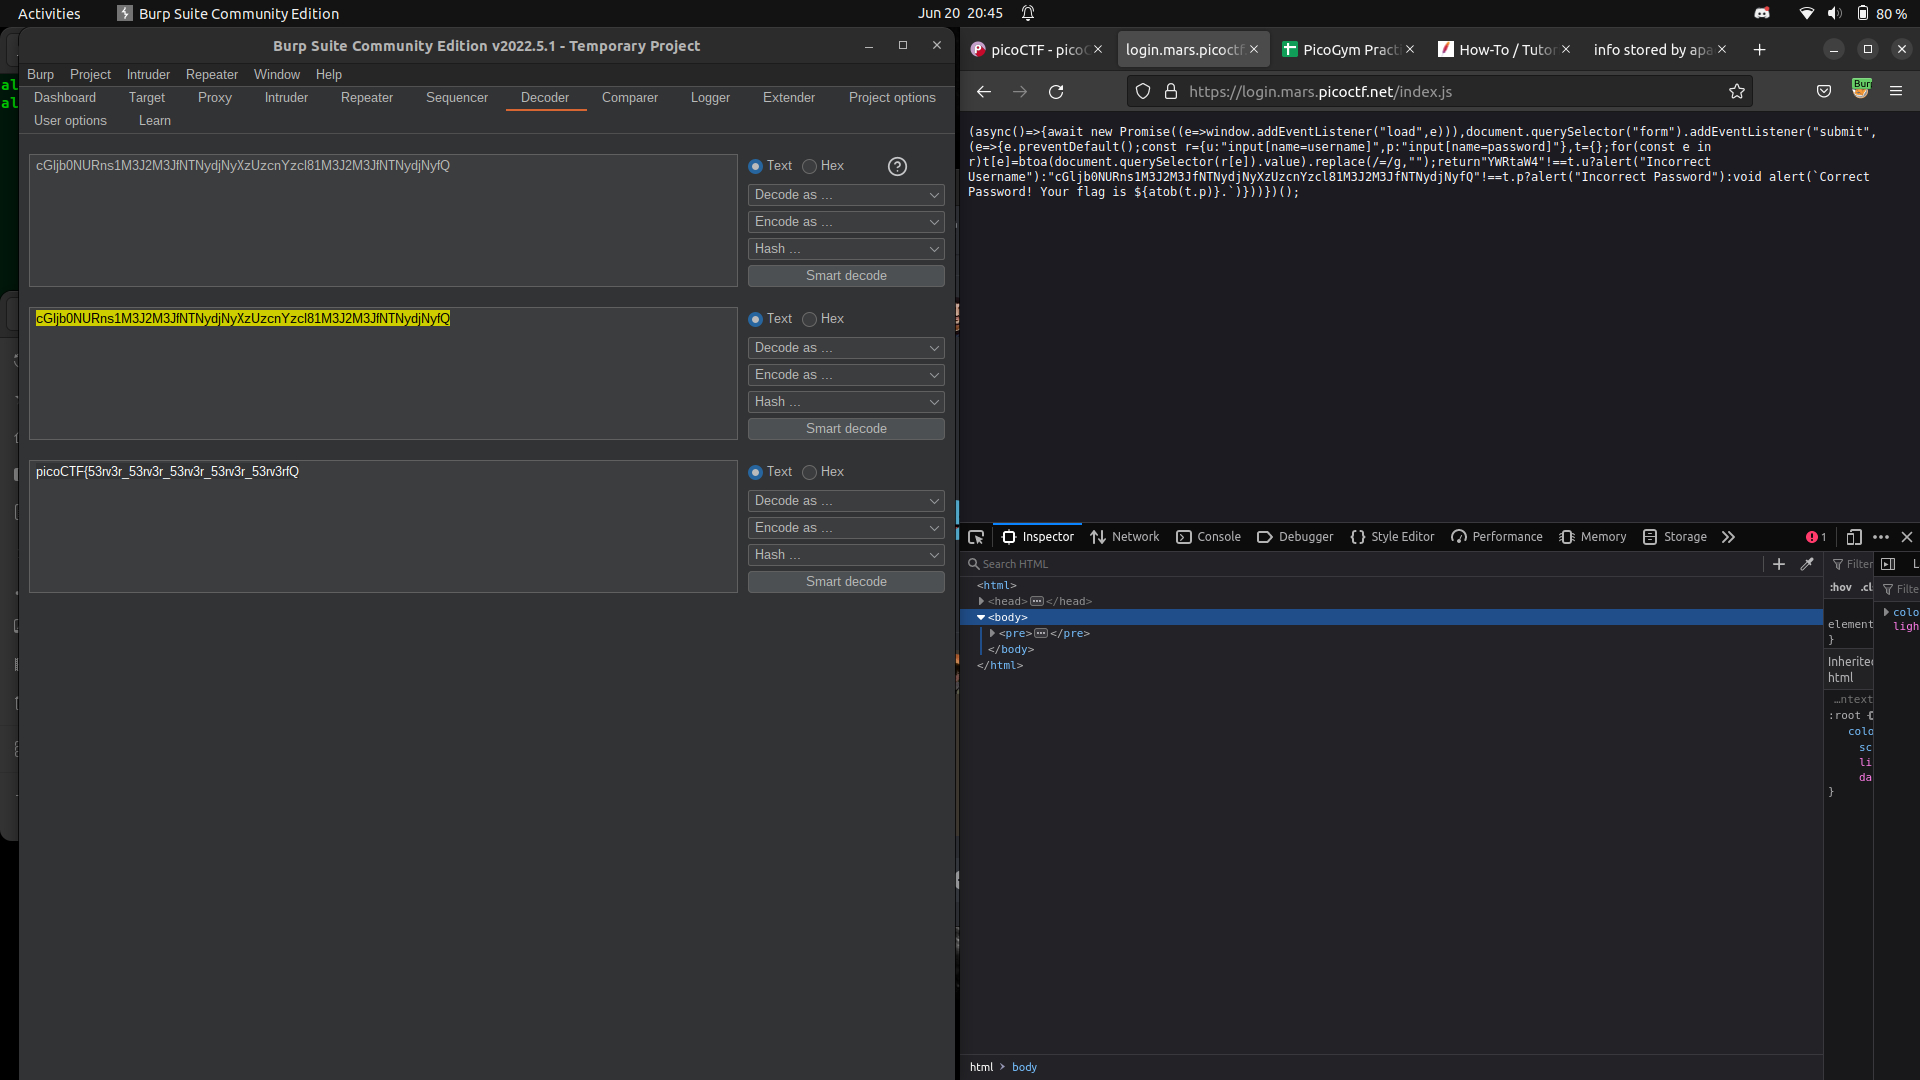 Activities Burp Suite Community Edition Jun 20 20:45 80 %
Burp Suite Community Edition v2022.5.1 - Temporary Project
Burp Project Intruder Repeater Window Help
Dashboard Target Proxy Intruder Repeater Sequencer Decoder Comparer Logger Extender Project options
User options Learn
cGljb0NURns1M3J2M3JfNTNydjNyXzUzcnYzcl81M3J2M3JfNTNydjNyfQ
Text Hex
Decode as ...
Encode as ...
Hash ...
Smart decode
cGljb0NURns1M3J2M3JfNTNydjNyXzUzcnYzcl81M3J2M3JfNTNydjNyfQ
Text Hex
Decode as ...
Encode as ...
Hash ...
Smart decode
picoCTF{53rv3r_53rv3r_53rv3r_53rv3r_53rv3rfQ
Text Hex
Decode as ...
Encode as ...
Hash ...
Smart decode
al
al
picoCTF - picoC login.mars.picoctf PicoGym Practi How-To / Tutor info stored by apa
https://login.mars.picoctf.net/index.js
Burp
(async()=>{await new Promise((e=>window.addEventListener("load",e))),document.querySelector("form").addEventListener("submit",
(e=>{e.preventDefault();const r={u:"input[name=username]",p:"input[name=password]"},t={};for(const e in
r)t[e]=btoa(document.querySelector(r[e]).value).replace(/=/g,"");return"YWRtaW4"!==t.u?alert("Incorrect
Username"):"cGljb0NURns1M3J2M3JfNTNydjNyXzUzcnYzcl81M3J2M3JfNTNydjNyfQ"!==t.p?alert("Incorrect Password"):void alert(`Correct
Password! Your flag is ${atob(t.p)}.`)}))})();
Inspector Network Console Debugger Style Editor Performance Memory Storage 1
Search HTML
<html>
<head> </head>
<body>
<pre> </pre>
</body>
</html>
html > body
Filter
:hov .cl
element
}
Inherited
html
…ntext
:root {
colo
sc
li
da
}
L
Filte
colo
ligh